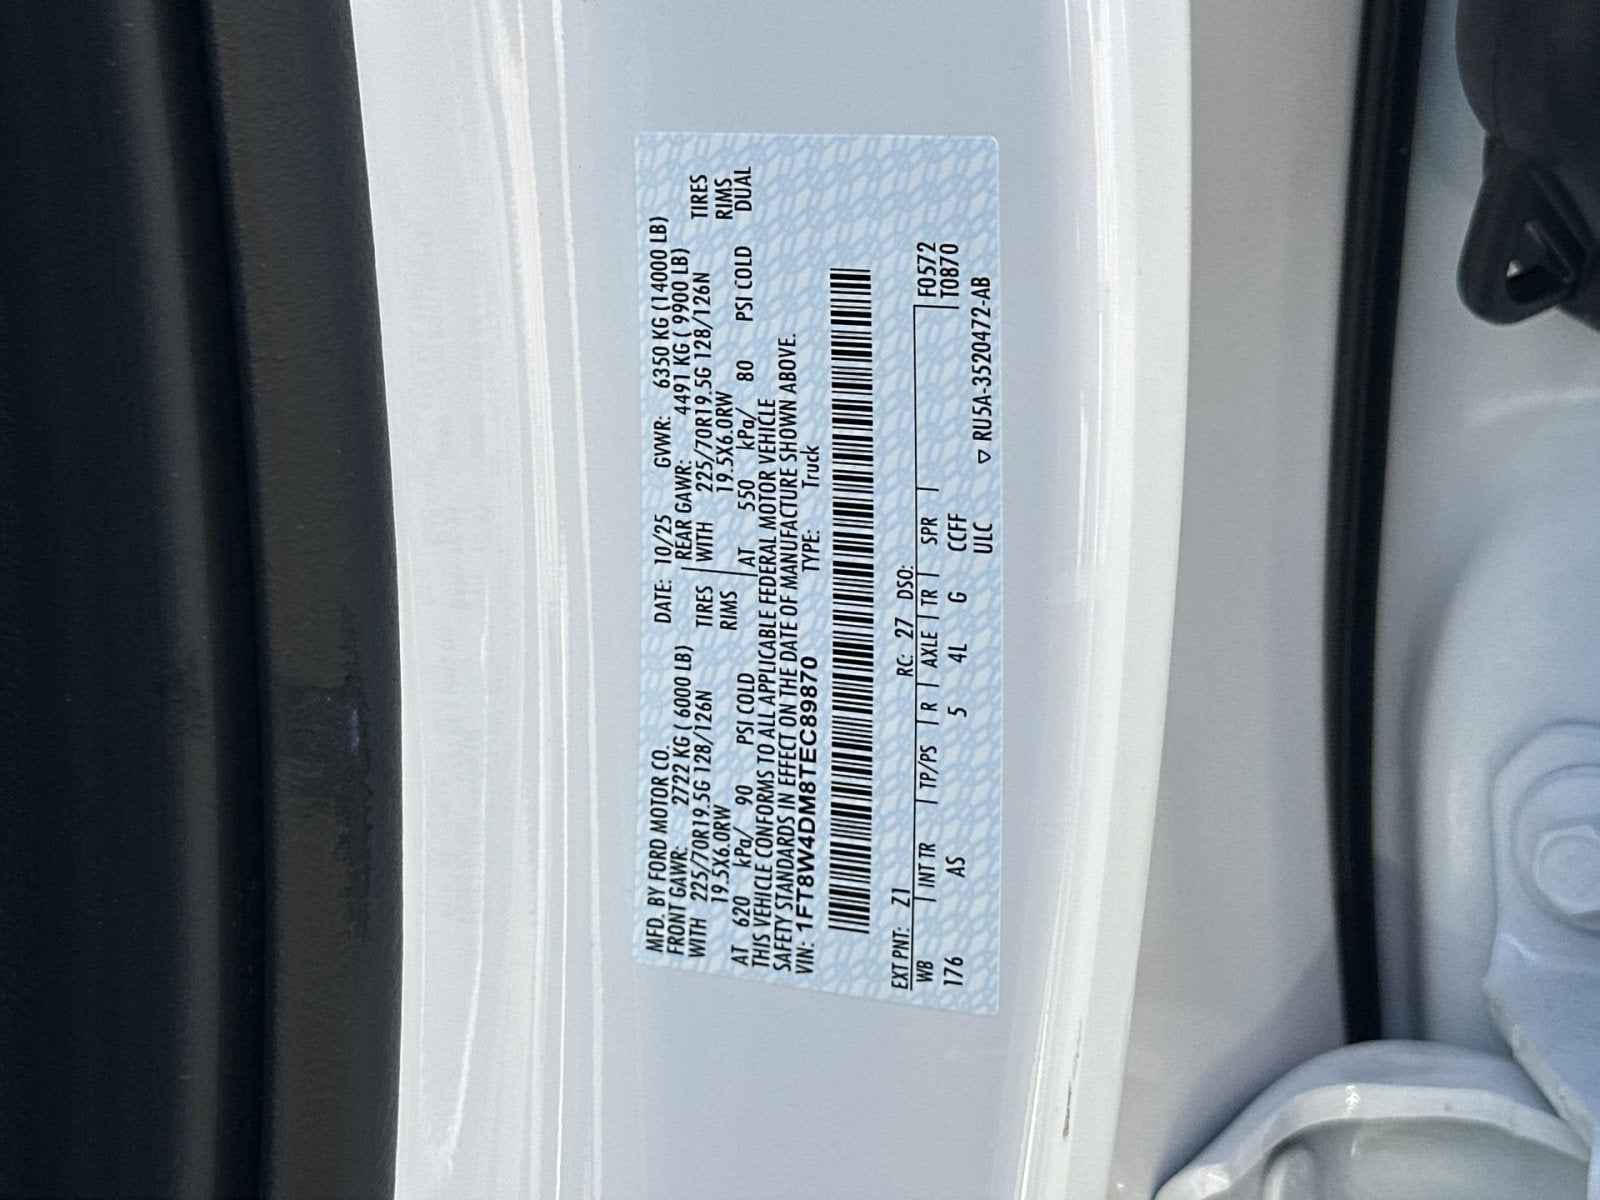 MFD. BY FORD MOTOR CO. DATE: 10/25 GVWR: 6350 KG (14000 LB)
FRONT GAWR: 2722 KG ( 6000 LB) REAR GAWR: 4491 KG ( 9900 LB)
WITH 225/70R19.5G 128/126N TIRES WITH 225/70R19.5G 128/126N TIRES
19.5X6.0RW RIMS 19.5X6.0RW RIMS
AT 620 kPa/ 90 PSI COLD AT 550 kPa/ 80 PSI COLD DUAL
THIS VEHICLE CONFORMS TO ALL APPLICABLE FEDERAL MOTOR VEHICLE
SAFETY STANDARDS IN EFFECT ON THE DATE OF MANUFACTURE SHOWN ABOVE.
VIN: 1FT8W4DM8TEC89870 TYPE: Truck
EXT PNT: Z1 RC: 27 DSO:
WB INT TR TP/PS R AXLE TR SPR F0572
176 AS 5 4L G CCFF T0870
ULC ▽ RU5A-3520472-AB